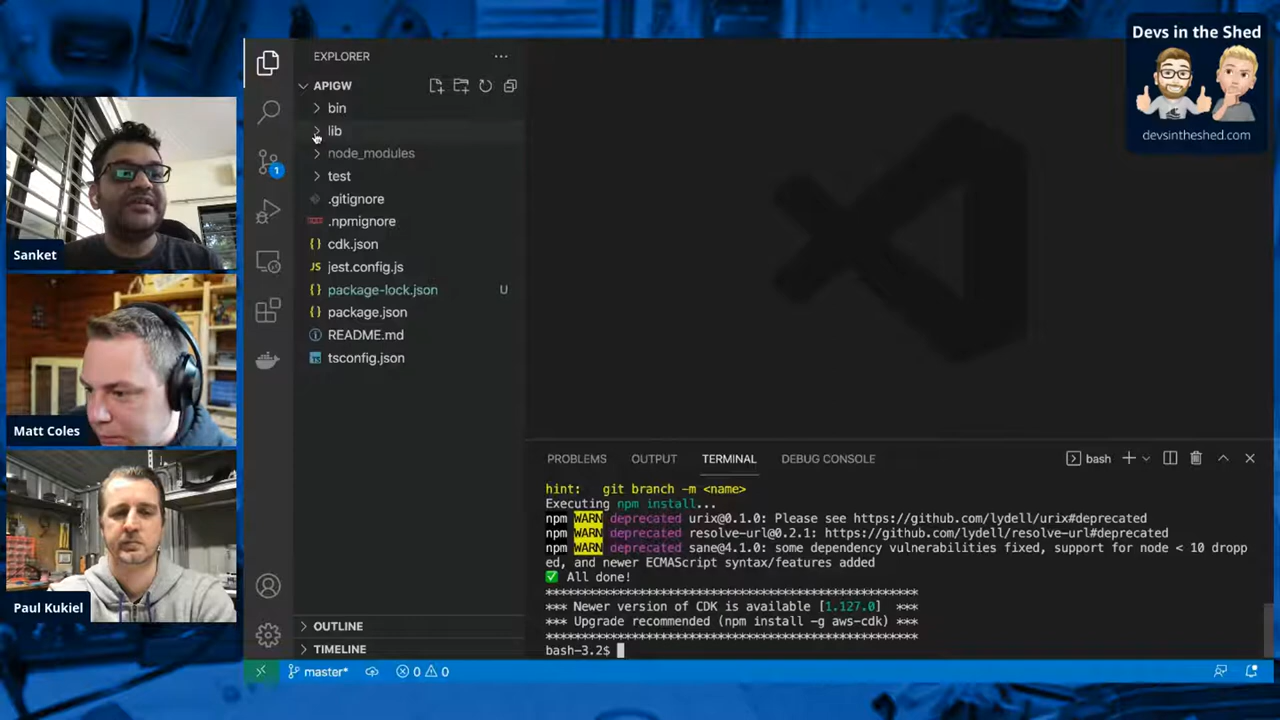 Devs in the Shed
devsintheshed.com
Sanket
Matt Coles
Paul Kukiel
EXPLORER
APIGW
bin
lib
node_modules
test
.gitignore
.npmignore
cdk.json
JS jest.config.js
package-lock.json U
package.json
README.md
TS tsconfig.json
OUTLINE
TIMELINE
1
PROBLEMS OUTPUT TERMINAL DEBUG CONSOLE
bash
hint: git branch -m <name>
Executing npm install...
npm WARN deprecated urix@0.1.0: Please see https://github.com/lydell/urix#deprecated
npm WARN deprecated resolve-url@0.2.1: https://github.com/lydell/resolve-url#deprecated
npm WARN deprecated sane@4.1.0: some dependency vulnerabilities fixed, support for node < 10 dropp
ed, and newer ECMAScript syntax/features added
✅ All done!
**************************************************
*** Newer version of CDK is available [1.127.0] ***
*** Upgrade recommended (npm install -g aws-cdk) ***
**************************************************
bash-3.2$
master* 0 0